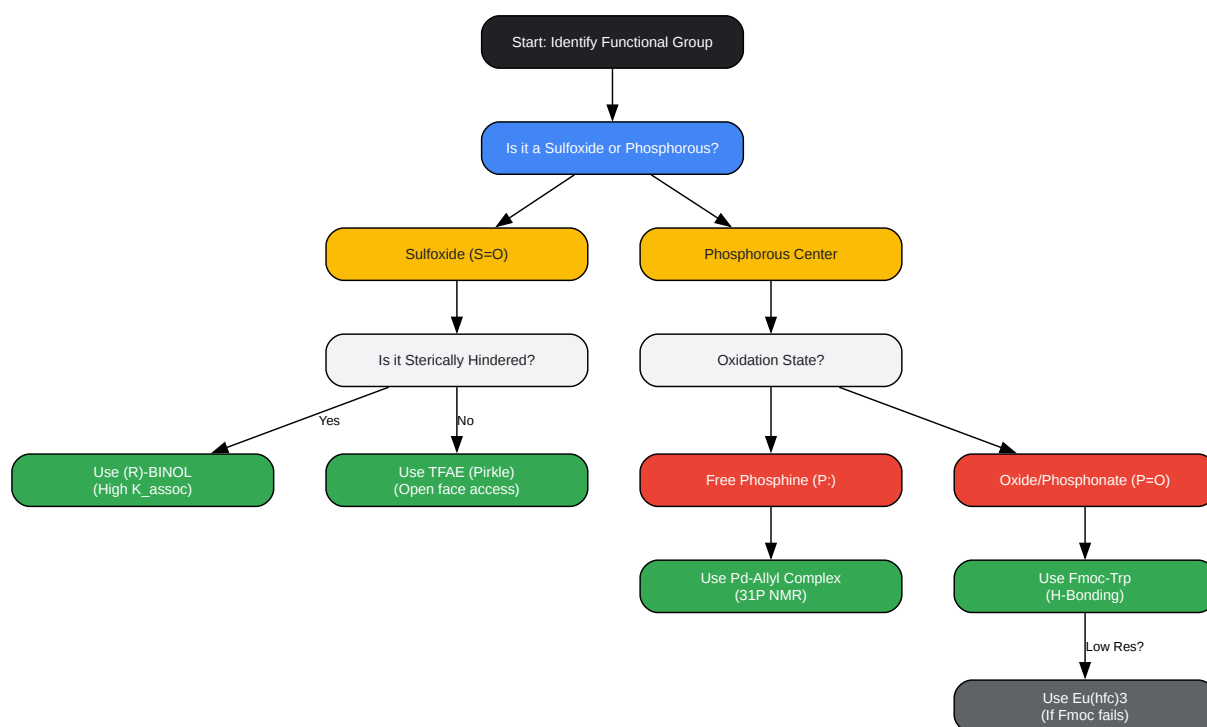 Start: Identify Functional Group
Is it a Sulfoxide or Phosphorous?
Sulfoxide (S=O)
Phosphorous Center
Is it Sterically Hindered?
Oxidation State?
Yes
No
Use (R)-BINOL
(High K_assoc)
Use TFAE (Pirkle)
(Open face access)
Free Phosphine (P:)
Oxide/Phosphonate (P=O)
Use Pd-Allyl Complex
(31P NMR)
Use Fmoc-Trp
(H-Bonding)
Low Res?
Use Eu(hfc)3
(If Fmoc fails)